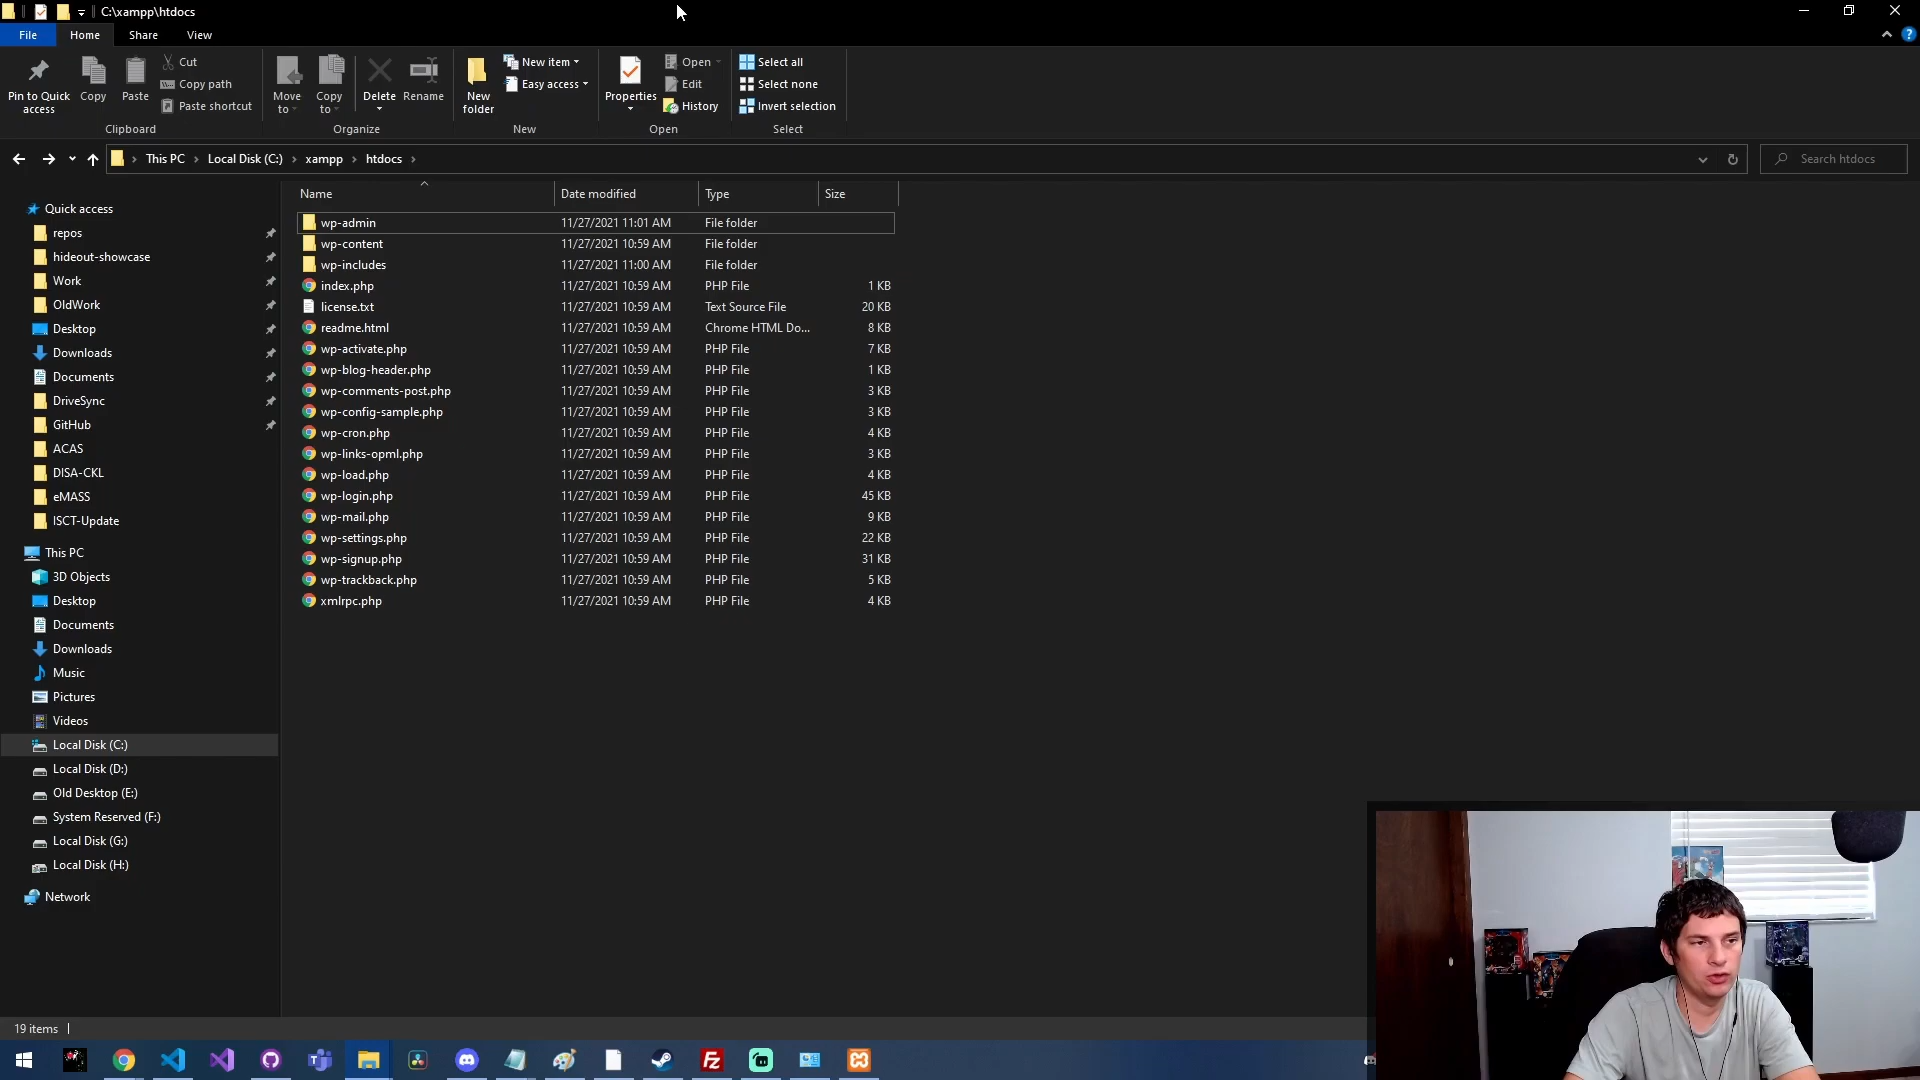 C:\xampp\htdocs
File Home Share View
Pin to Quick access
Copy
Paste
Cut
Copy path
Paste shortcut
Clipboard
Move to
Copy to
Delete
Rename
Organize
New folder
New item
Easy access
New
Properties
Open
Edit
History
Open
Select all
Select none
Invert selection
Select
This PC Local Disk (C:) xampp htdocs
Search htdocs
Name Date modified Type Size
wp-admin 11/27/2021 11:01 AM File folder
wp-content 11/27/2021 10:59 AM File folder
wp-includes 11/27/2021 11:00 AM File folder
index.php 11/27/2021 10:59 AM PHP File 1 KB
license.txt 11/27/2021 10:59 AM Text Source File 20 KB
readme.html 11/27/2021 10:59 AM Chrome HTML Do... 8 KB
wp-activate.php 11/27/2021 10:59 AM PHP File 7 KB
wp-blog-header.php 11/27/2021 10:59 AM PHP File 1 KB
wp-comments-post.php 11/27/2021 10:59 AM PHP File 3 KB
wp-config-sample.php 11/27/2021 10:59 AM PHP File 3 KB
wp-cron.php 11/27/2021 10:59 AM PHP File 4 KB
wp-links-opml.php 11/27/2021 10:59 AM PHP File 3 KB
wp-load.php 11/27/2021 10:59 AM PHP File 4 KB
wp-login.php 11/27/2021 10:59 AM PHP File 45 KB
wp-mail.php 11/27/2021 10:59 AM PHP File 9 KB
wp-settings.php 11/27/2021 10:59 AM PHP File 22 KB
wp-signup.php 11/27/2021 10:59 AM PHP File 31 KB
wp-trackback.php 11/27/2021 10:59 AM PHP File 5 KB
xmlrpc.php 11/27/2021 10:59 AM PHP File 4 KB
Quick access
repos
hideout-showcase
Work
OldWork
Desktop
Downloads
Documents
DriveSync
GitHub
ACAS
DISA-CKL
eMASS
ISCT-Update
This PC
3D Objects
Desktop
Documents
Downloads
Music
Pictures
Videos
Local Disk (C:)
Local Disk (D:)
Old Desktop (E:)
System Reserved (F:)
Local Disk (G:)
Local Disk (H:)
Network
19 items